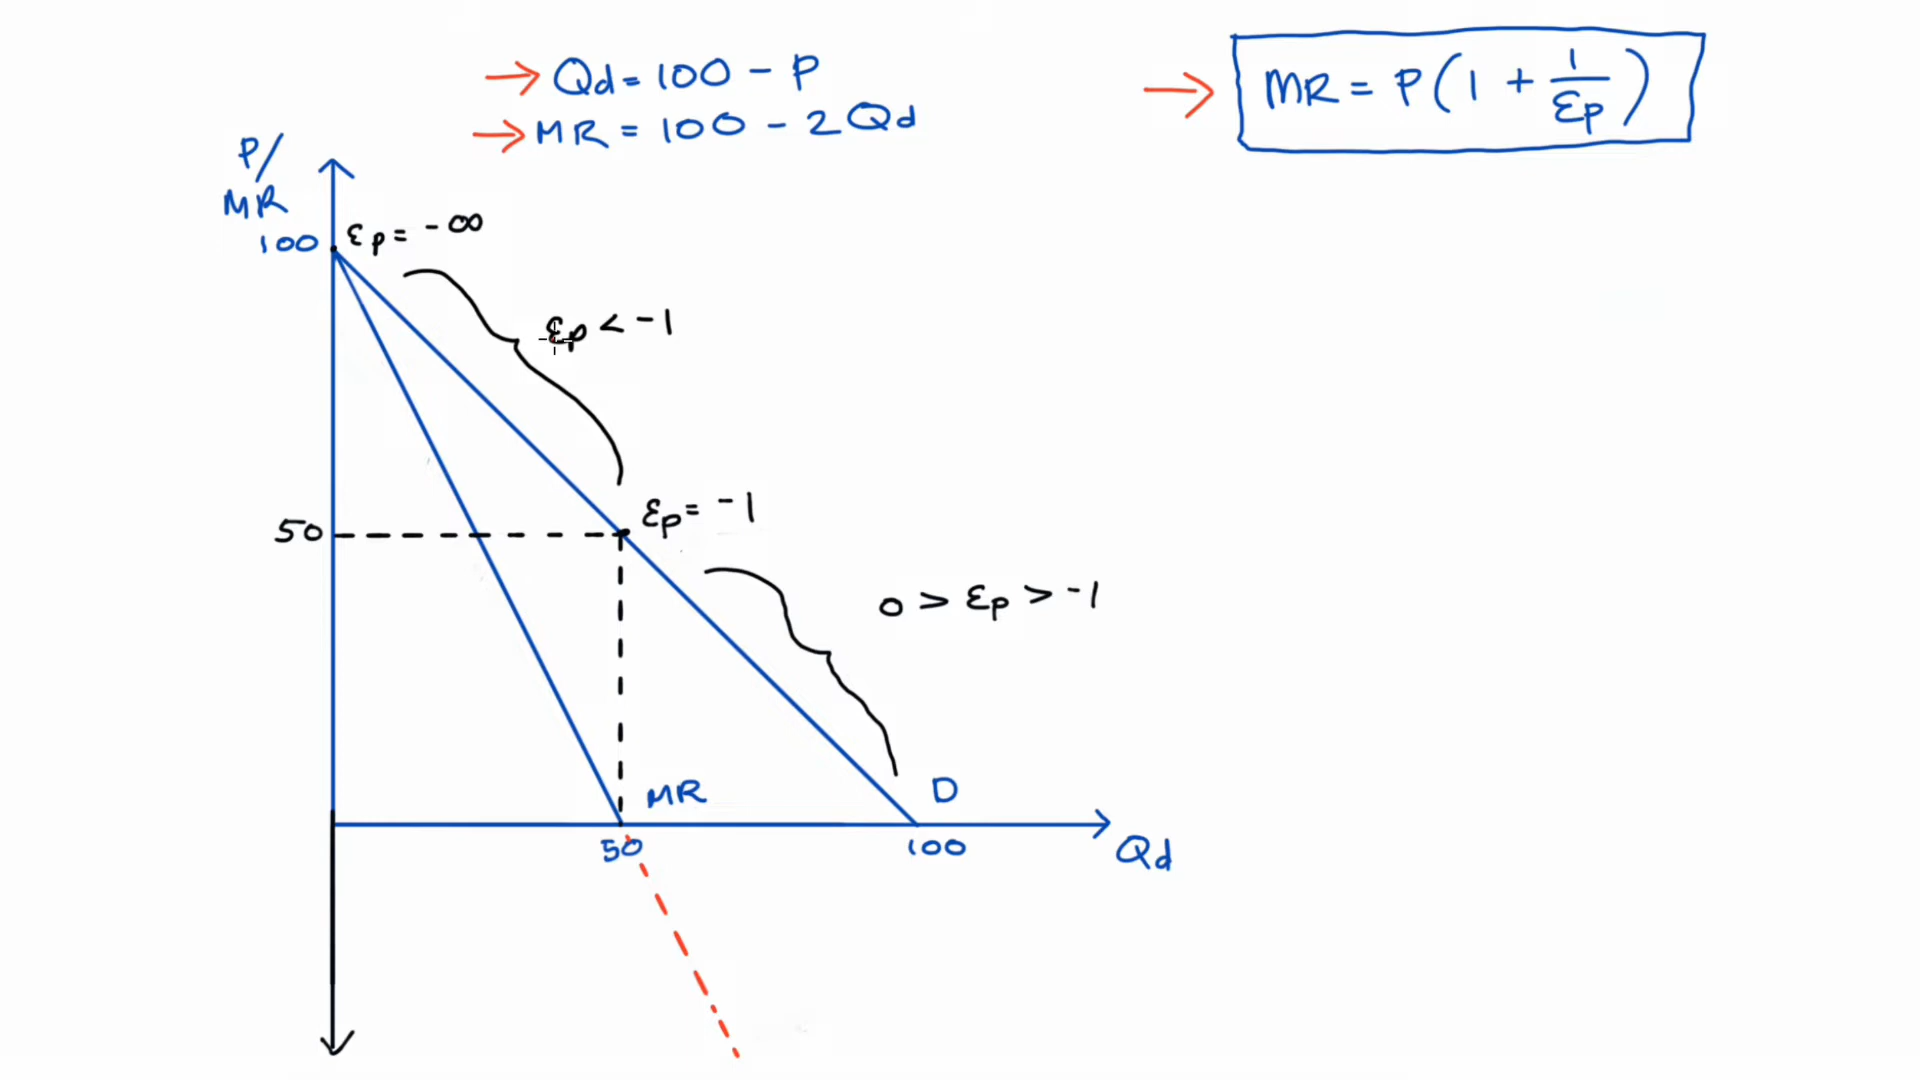 → Qd = 100 - P
→ MR = 100 - 2Qd
→ MR = P(1 + 1/εp)
P/
MR
100
εp = -∞
εp < -1
50
εp = -1
0 > εp > -1
MR
D
50
100
Qd